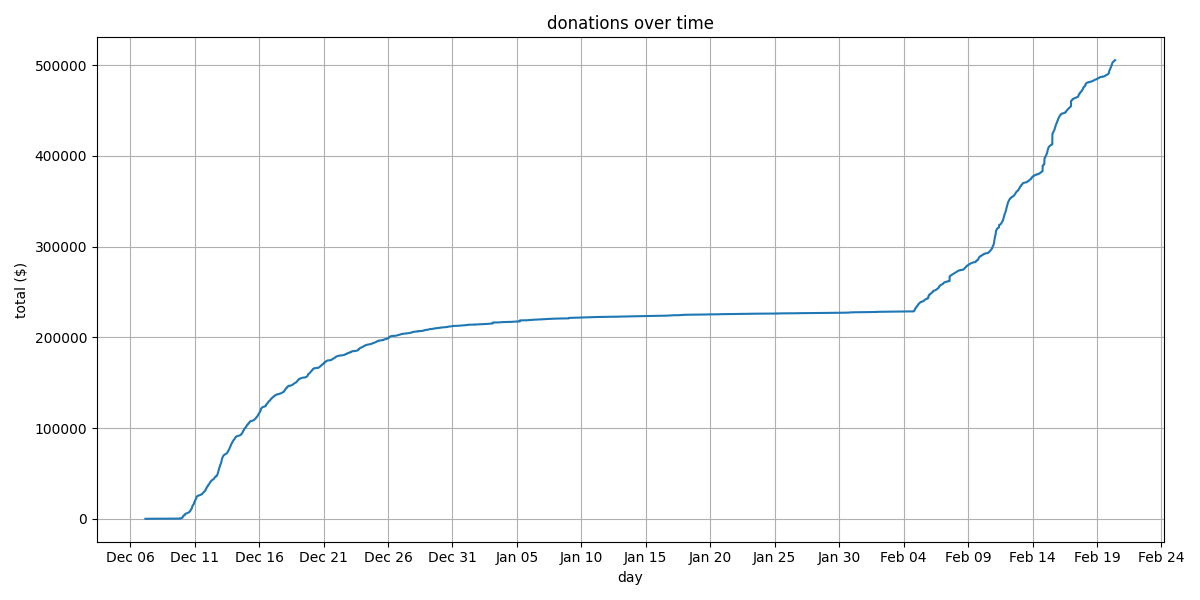 donations over time
total ($)
500000
400000
300000
200000
100000
0
Dec 06 Dec 11 Dec 16 Dec 21 Dec 26 Dec 31 Jan 05 Jan 10 Jan 15 Jan 20 Jan 25 Jan 30 Feb 04 Feb 09 Feb 14 Feb 19 Feb 24
day